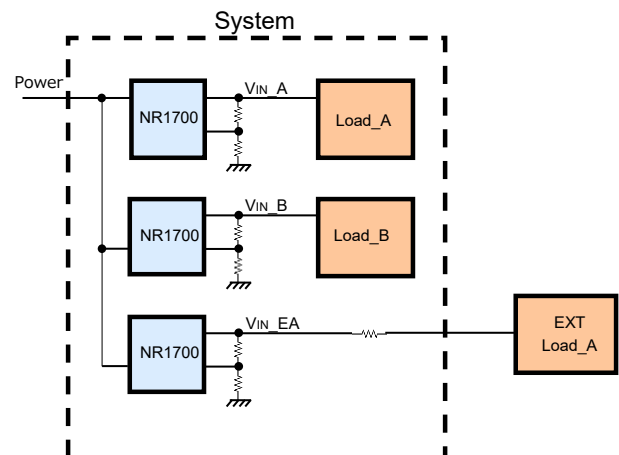 System
Power
NR1700
VIN_A
Load_A
NR1700
VIN_B
Load_B
NR1700
VIN_EA
EXT
Load_A